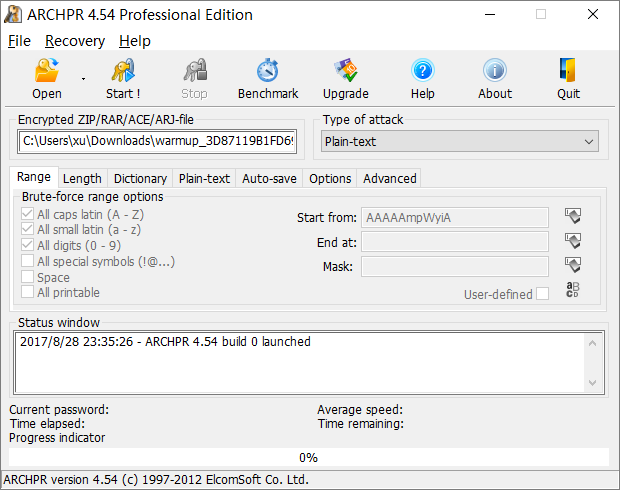 ARCHPR 4.54 Professional Edition
File Recovery Help
Open Start ! Stop Benchmark Upgrade Help About Quit
Encrypted ZIP/RAR/ACE/ARJ-file
C:\Users\xu\Downloads\warmup_3D87119B1FD69
Type of attack
Plain-text
Range Length Dictionary Plain-text Auto-save Options Advanced
Brute-force range options
All caps latin (A - Z)
All small latin (a - z)
All digits (0 - 9)
All special symbols (!@...)
Space
All printable
Start from: AAAAAmpWyiA
End at:
Mask:
User-defined
Status window
2017/8/28 23:35:26 - ARCHPR 4.54 build 0 launched
Current password:
Average speed:
Time elapsed:
Time remaining:
Progress indicator
0%
ARCHPR version 4.54 (c) 1997-2012 ElcomSoft Co. Ltd.